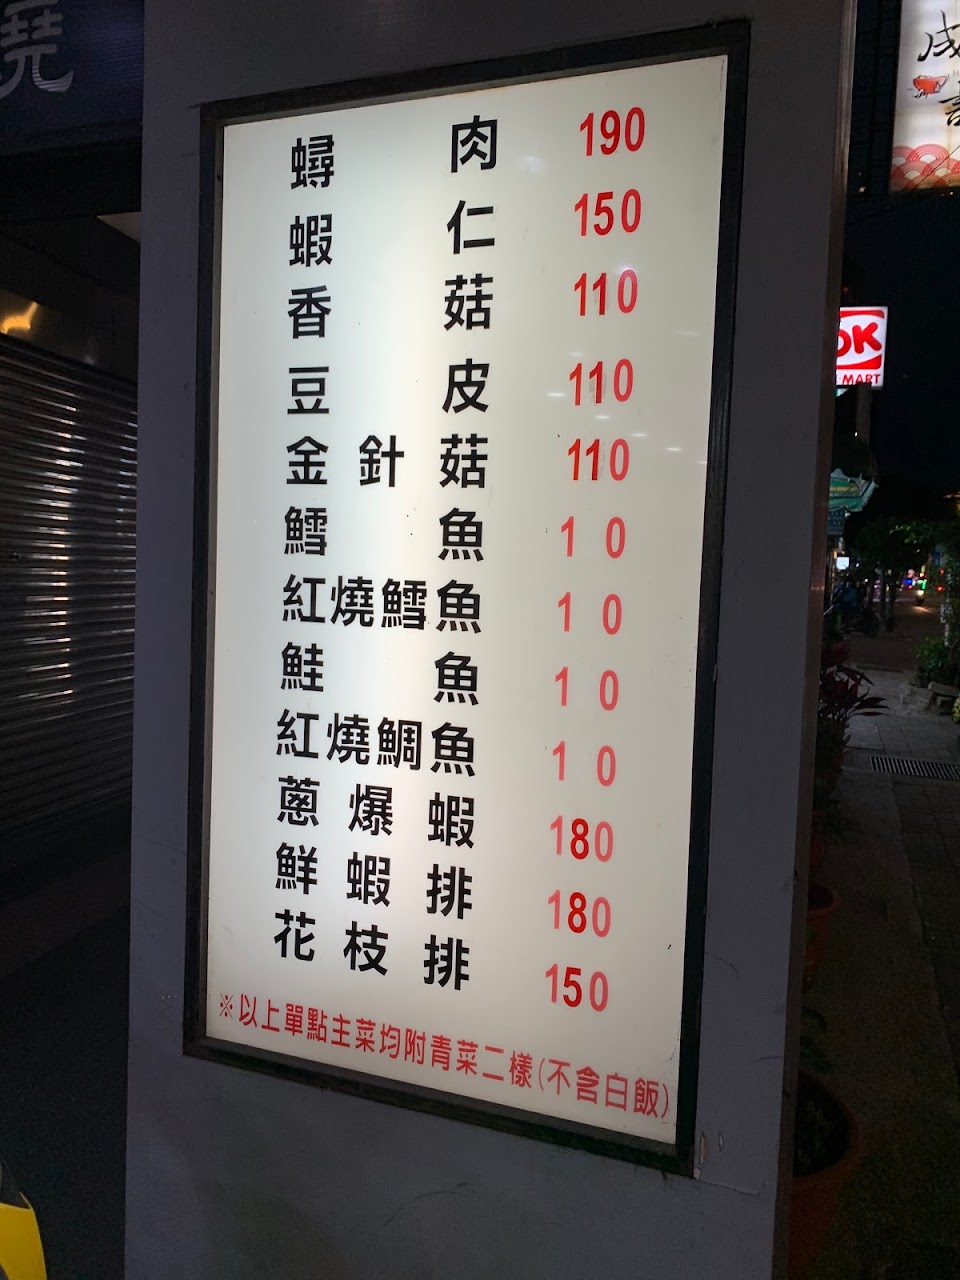 蟳肉 190
蝦仁 150
香菇 110
豆皮 110
金針菇 110
鱈魚 1 0
紅燒鱈魚 1 0
鮭魚 1 0
紅燒鯛魚 1 0
蔥爆蝦 180
鮮蝦排 180
花枝排 150
※以上單點主菜均附青菜二樣(不含白飯)
OK
MART